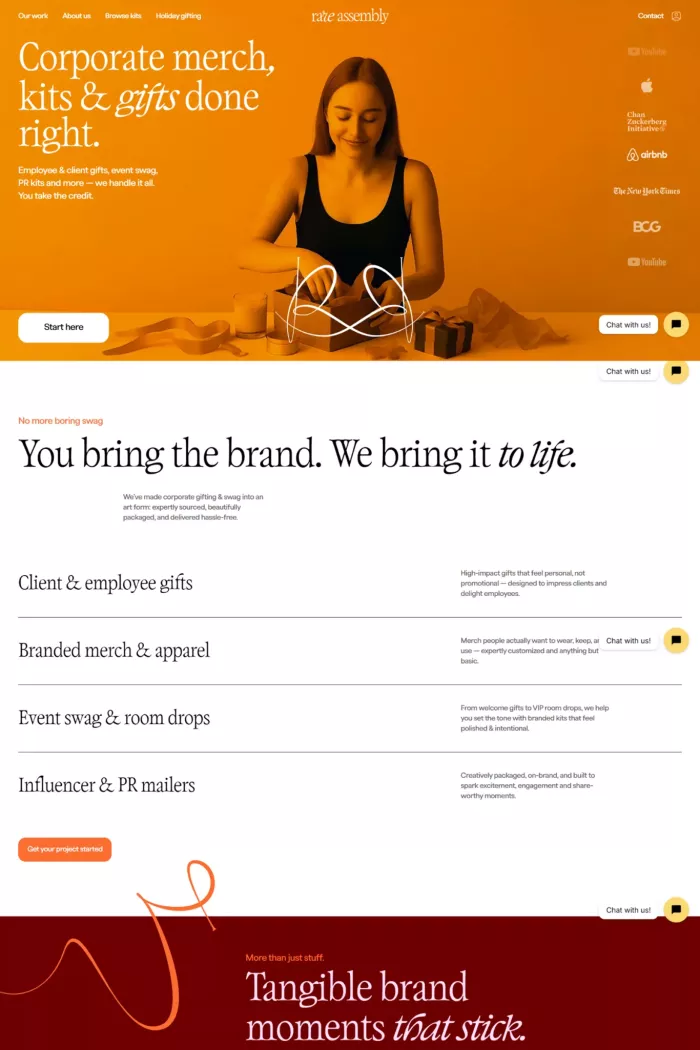 Our work About us Browse kits Holiday gifting
rare assembly
Contact
Corporate merch,
kits & gifts done
right.
Employee & client gifts, event swag,
PR kits and more — we handle it all.
You take the credit.
YouTube
Chan
Zuckerberg
Initiative
airbnb
The New York Times
BCG
YouTube
Start here
Chat with us!
Chat with us!
No more boring swag
You bring the brand. We bring it to life.
We've made corporate gifting & swag into an
art form: expertly sourced, beautifully
packaged, and delivered hassle-free.
Client & employee gifts
High-impact gifts that feel personal, not
promotional — designed to impress clients and
delight employees.
Branded merch & apparel
Merch people actually want to wear, keep,
use — expertly customized and anything but
basic.
Chat with us!
Event swag & room drops
From welcome gifts to VIP room drops, we help
you set the tone with branded kits that feel
polished & intentional.
Influencer & PR mailers
Creatively packaged, on-brand, and built to
spark excitement, engagement and share-
worthy moments.
Get your project started
Chat with us!
More than just stuff.
Tangible brand
moments that stick.